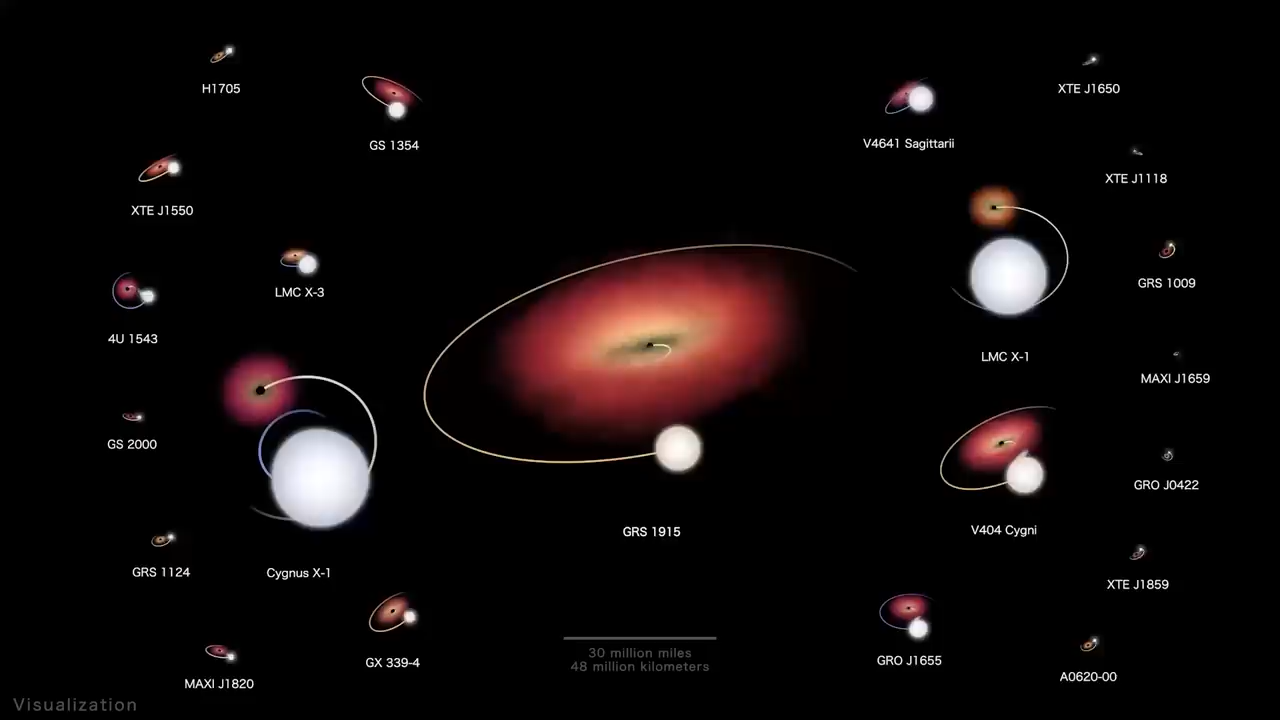 H1705
XTE J1650
GS 1354
V4641 Sagittarii
XTE J1118
XTE J1550
LMC X-3
GRS 1009
4U 1543
LMC X-1
MAXI J1659
GS 2000
GRO J0422
GRS 1915
V404 Cygni
GRS 1124
Cygnus X-1
XTE J1859
30 million miles
48 million kilometers
GX 339-4
GRO J1655
A0620-00
MAXI J1820
Visualization